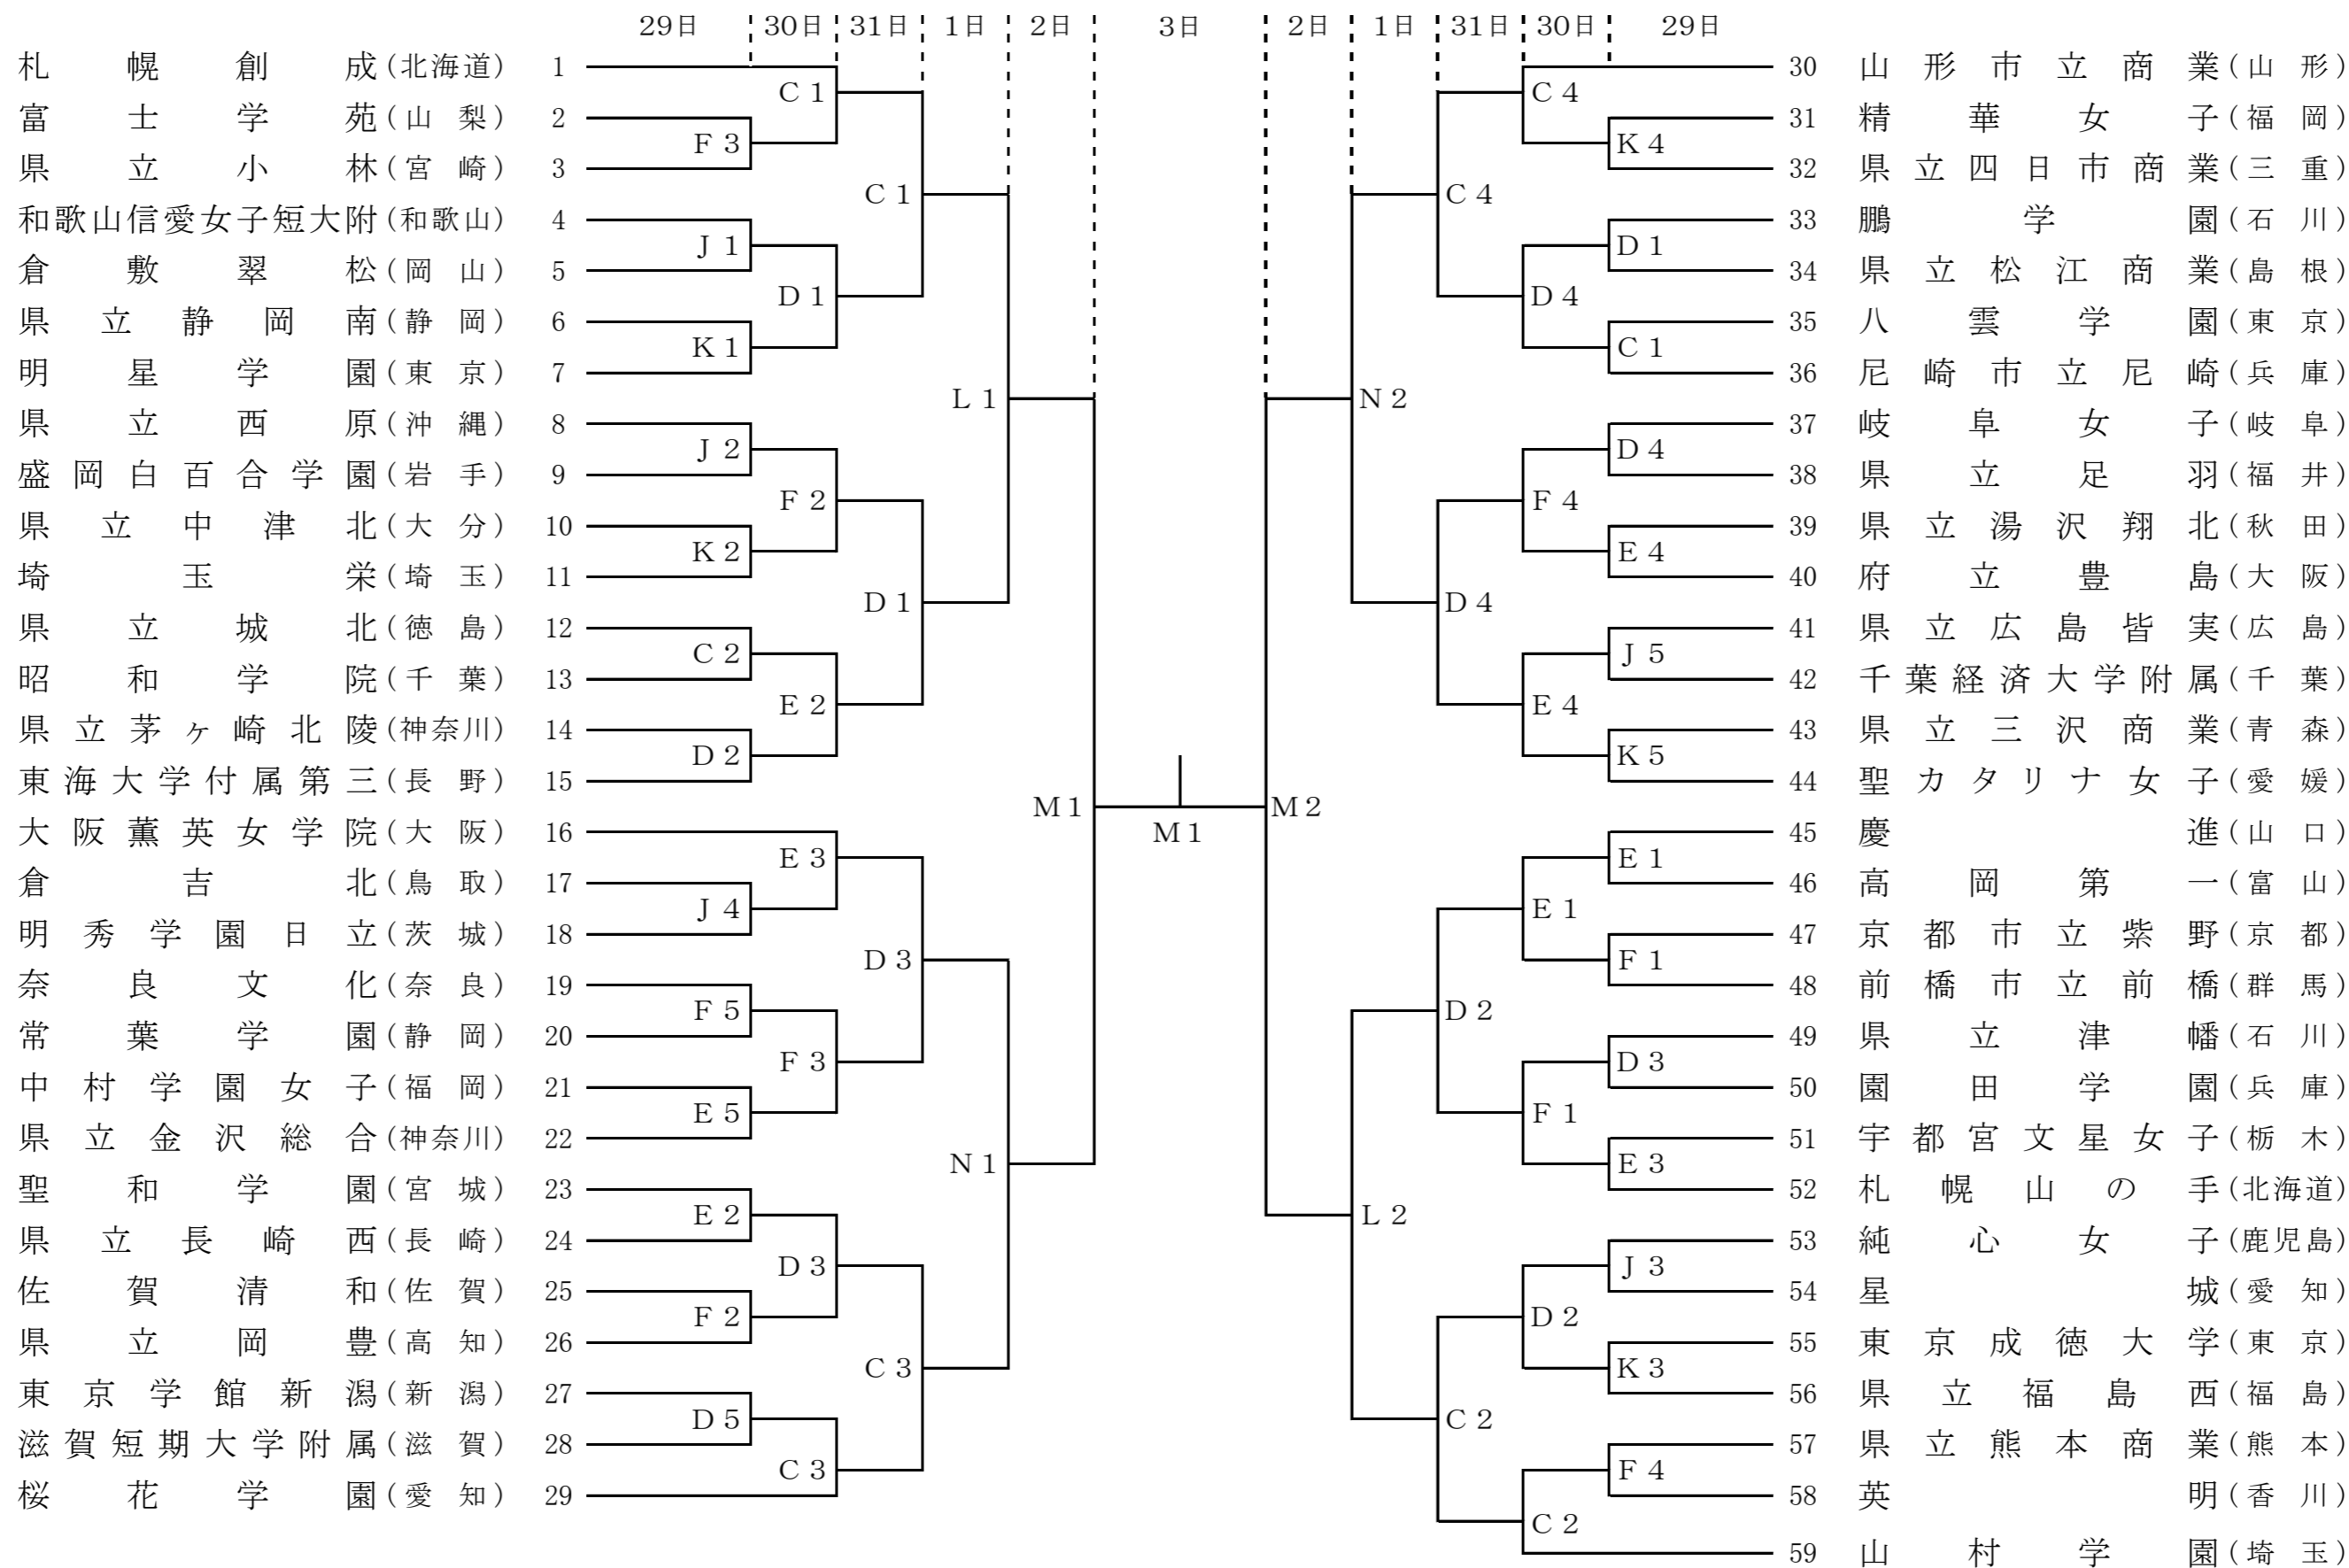 29日 30日 31日 1日 2日 3日 2日 1日 31日 30日 29日
札幌創成(北海道) 1
富士学苑(山梨) 2
県立小林(宮崎) 3
和歌山信愛女子短大附(和歌山) 4
倉敷翠松(岡山) 5
県立静岡南(静岡) 6
明星学園(東京) 7
県立西原(沖縄) 8
盛岡白百合学園(岩手) 9
県立中津北(大分) 10
埼玉栄(埼玉) 11
県立城北(徳島) 12
昭和学院(千葉) 13
県立茅ヶ崎北陵(神奈川) 14
東海大学付属第三(長野) 15
大阪薫英女学院(大阪) 16
倉吉北(鳥取) 17
明秀学園日立(茨城) 18
奈良文化(奈良) 19
常葉学園(静岡) 20
中村学園女子(福岡) 21
県立金沢総合(神奈川) 22
聖和学園(宮城) 23
県立長崎西(長崎) 24
佐賀清和(佐賀) 25
県立岡豊(高知) 26
東京学館新潟(新潟) 27
滋賀短期大学附属(滋賀) 28
桜花学園(愛知) 29
F3
J1
K1
J2
K2
C2
D2
J4
F5
E5
E2
F2
D5
C1
D1
F2
E2
E3
F3
D3
C3
C1
D1
D3
C3
L1
N1
M1
M1
M2
N2
L2
C4
D4
D2
C2
C4
D4
F4
E4
E1
F1
D2
C2
K4
D1
C1
D4
E4
J5
K5
E1
F1
D3
E3
J3
K3
F4
30 山形市立商業(山形)
31 精華女子(福岡)
32 県立四日市商業(三重)
33 鵬学園(石川)
34 県立松江商業(島根)
35 八雲学園(東京)
36 尼崎市立尼崎(兵庫)
37 岐阜女子(岐阜)
38 県立足羽(福井)
39 県立湯沢翔北(秋田)
40 府立豊島(大阪)
41 県立広島皆実(広島)
42 千葉経済大学附属(千葉)
43 県立三沢商業(青森)
44 聖カタリナ女子(愛媛)
45 慶進(山口)
46 高岡第一(富山)
47 京都市立紫野(京都)
48 前橋市立前橋(群馬)
49 県立津幡(石川)
50 園田学園(兵庫)
51 宇都宮文星女子(栃木)
52 札幌山の手(北海道)
53 純心女子(鹿児島)
54 星城(愛知)
55 東京成徳大学(東京)
56 県立福島西(福島)
57 県立熊本商業(熊本)
58 英明(香川)
59 山村学園(埼玉)